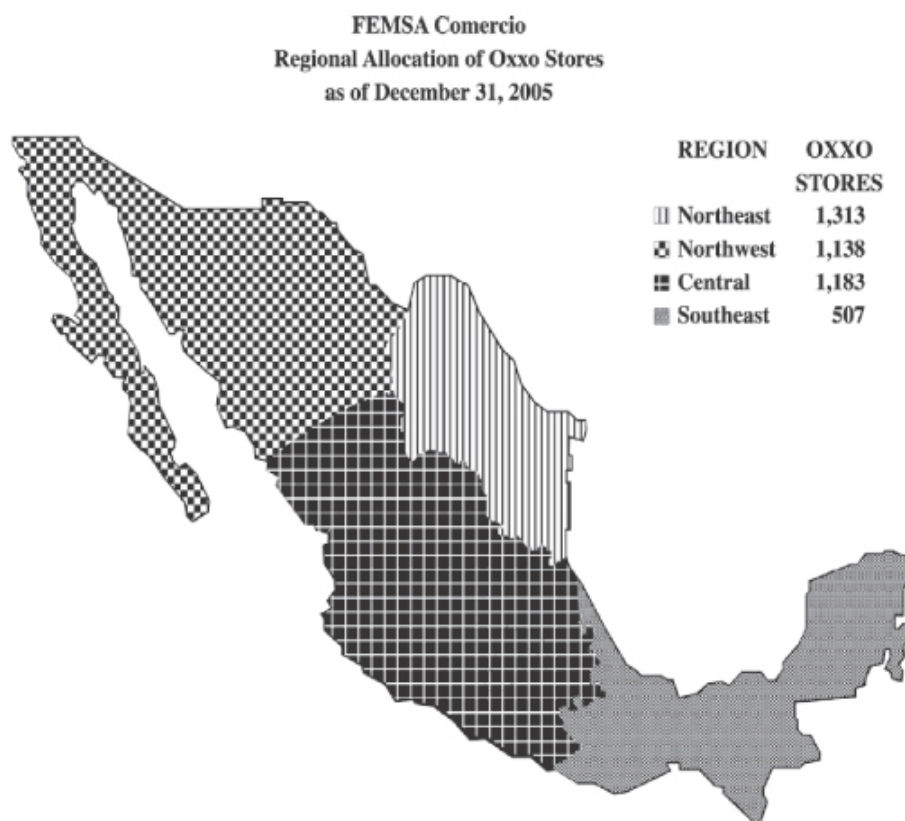 FEMSA Comercio
Regional Allocation of Oxxo Stores
as of December 31, 2005
REGION OXXO
STORES
Northeast 1,313
Northwest 1,138
Central 1,183
Southeast 507